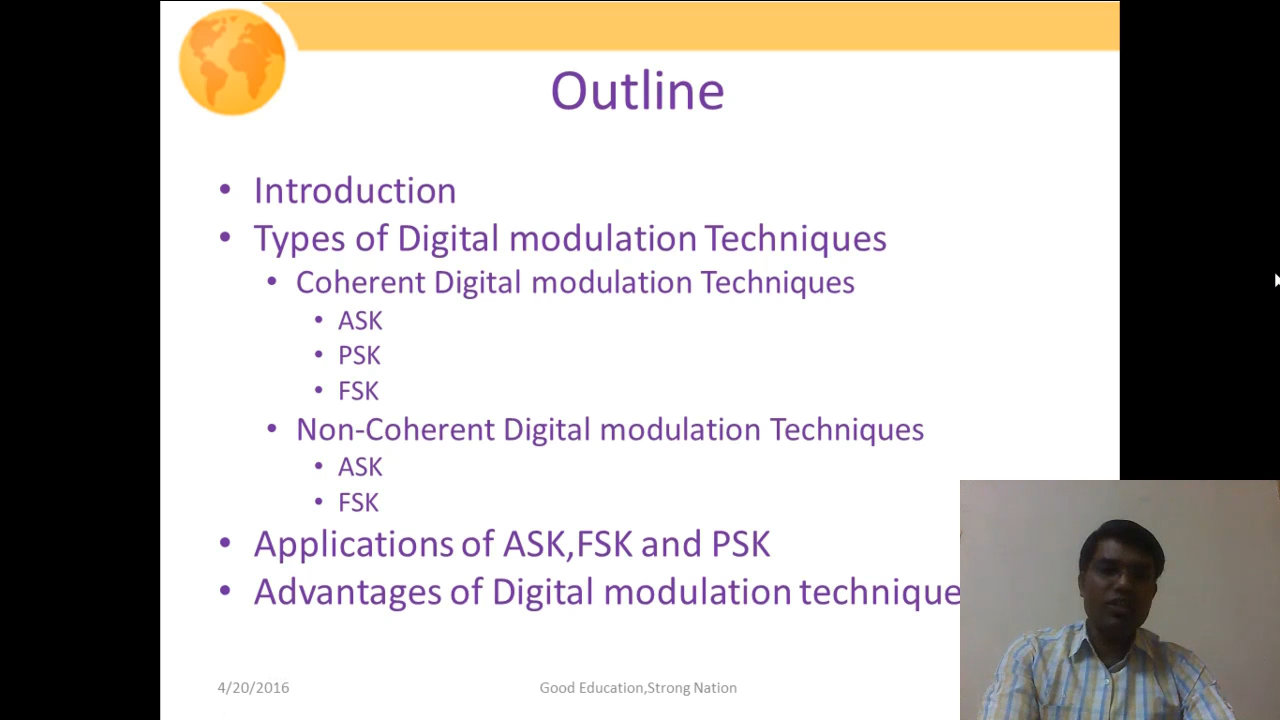 Outline
• Introduction
• Types of Digital modulation Techniques
• Coherent Digital modulation Techniques
• ASK
• PSK
• FSK
• Non-Coherent Digital modulation Techniques
• ASK
• FSK
• Applications of ASK,FSK and PSK
• Advantages of Digital modulation technique
4/20/2016
Good Education,Strong Nation